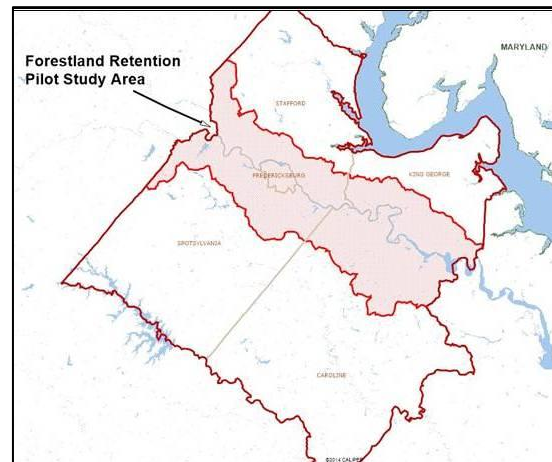 MARYLAND
Forestland Retention
Pilot Study Area
STAFFORD
FREDERICKSBURG
KING GEORGE
SPOTSYLVANIA
CAROLINE
©2014 CALIPER